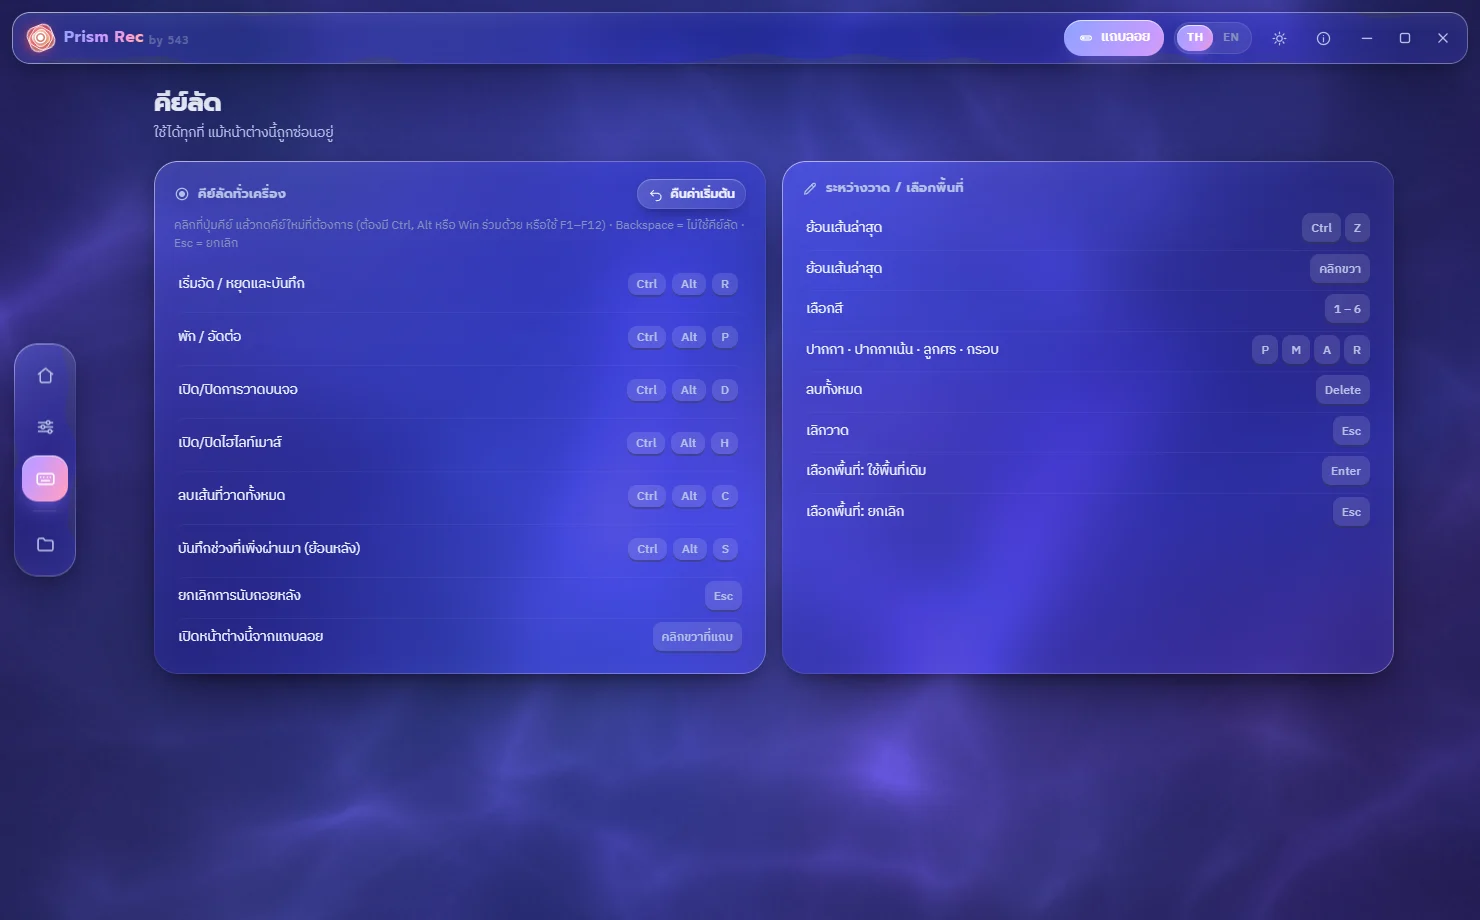 Prism Rec by 543
แถบลอย
TH EN
คีย์ลัด
ใช้ได้ทุกที่ แม้หน้าต่างนี้ถูกซ่อนอยู่
คีย์ลัดทั่วเครื่อง
คืนค่าเริ่มต้น
คลิกที่ปุ่มคีย์ แล้วกดคีย์ใหม่ที่ต้องการ (ต้องมี Ctrl, Alt หรือ Win ร่วมด้วย หรือใช้ F1–F12) · Backspace = ไม่ใช้คีย์ลัด ·
Esc = ยกเลิก
เริ่มอัด / หยุดและบันทึก Ctrl Alt R
พัก / อัดต่อ Ctrl Alt P
เปิด/ปิดการวาดบนจอ Ctrl Alt D
เปิด/ปิดไฮไลท์เมาส์ Ctrl Alt H
ลบเส้นที่วาดทั้งหมด Ctrl Alt C
บันทึกช่วงที่เพิ่งผ่านมา (ย้อนหลัง) Ctrl Alt S
ยกเลิกการนับถอยหลัง Esc
เปิดหน้าต่างนี้จากแถบลอย คลิกขวาที่แถบ
ระหว่างวาด / เลือกพื้นที่
ย้อนเส้นล่าสุด Ctrl Z
ย้อนเส้นล่าสุด คลิกขวา
เลือกสี 1 – 6
ปากกา · ปากกาเน้น · ลูกศร · กรอบ P M A R
ลบทั้งหมด Delete
เลิกวาด Esc
เลือกพื้นที่: ใช้พื้นที่เดิม Enter
เลือกพื้นที่: ยกเลิก Esc